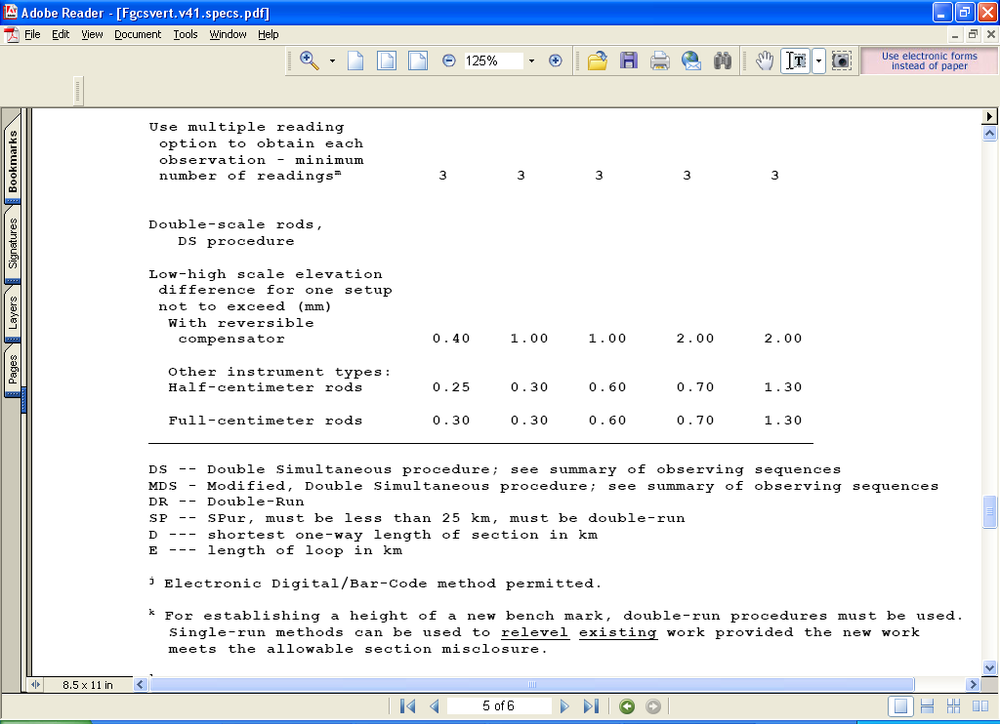 Adobe Reader - [Fgcsvert.v41.specs.pdf]
File Edit View Document Tools Window Help
125%
Use electronic forms
instead of paper
Bookmarks
Signatures
Layers
Pages
Use multiple reading
option to obtain each
observation - minimum
number of readingsᵐ 3 3 3 3 3
Double-scale rods,
DS procedure
Low-high scale elevation
difference for one setup
not to exceed (mm)
With reversible
compensator 0.40 1.00 1.00 2.00 2.00
Other instrument types:
Half-centimeter rods 0.25 0.30 0.60 0.70 1.30
Full-centimeter rods 0.30 0.30 0.60 0.70 1.30
DS -- Double Simultaneous procedure; see summary of observing sequences
MDS - Modified, Double Simultaneous procedure; see summary of observing sequences
DR -- Double-Run
SP -- SPur, must be less than 25 km, must be double-run
D --- shortest one-way length of section in km
E --- length of loop in km
ʲ Electronic Digital/Bar-Code method permitted.
ᵏ For establishing a height of a new bench mark, double-run procedures must be used.
Single-run methods can be used to relevel existing work provided the new work
meets the allowable section misclosure.
8.5 x 11 in
5 of 6